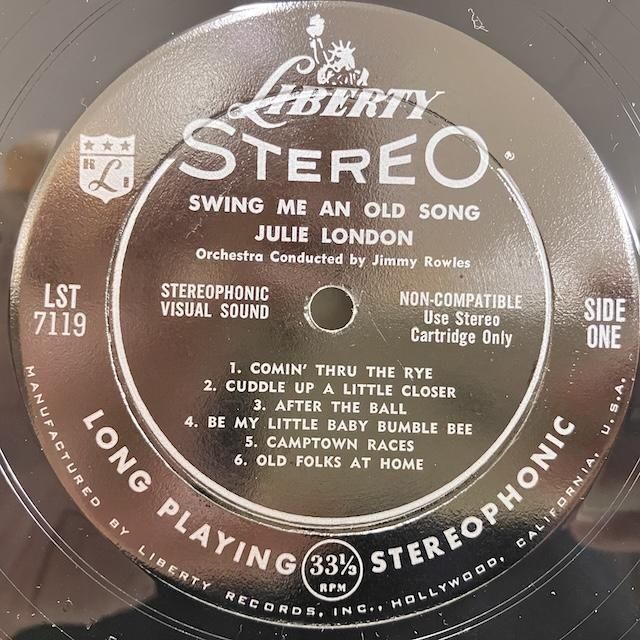 LIBERTY
STEREO
SWING ME AN OLD SONG
JULIE LONDON
Orchestra Conducted by Jimmy Rowles
LST
7119
STEREOPHONIC
VISUAL SOUND
NON-COMPATIBLE
Use Stereo
Cartridge Only
SIDE
ONE
1. COMIN' THRU THE RYE
2. CUDDLE UP A LITTLE CLOSER
3. AFTER THE BALL
4. BE MY LITTLE BABY BUMBLE BEE
5. CAMPTOWN RACES
6. OLD FOLKS AT HOME
LONG PLAYING 33⅓ RPM STEREOPHONIC
MANUFACTURED BY LIBERTY RECORDS, INC., HOLLYWOOD, CALIFORNIA, U.S.A.